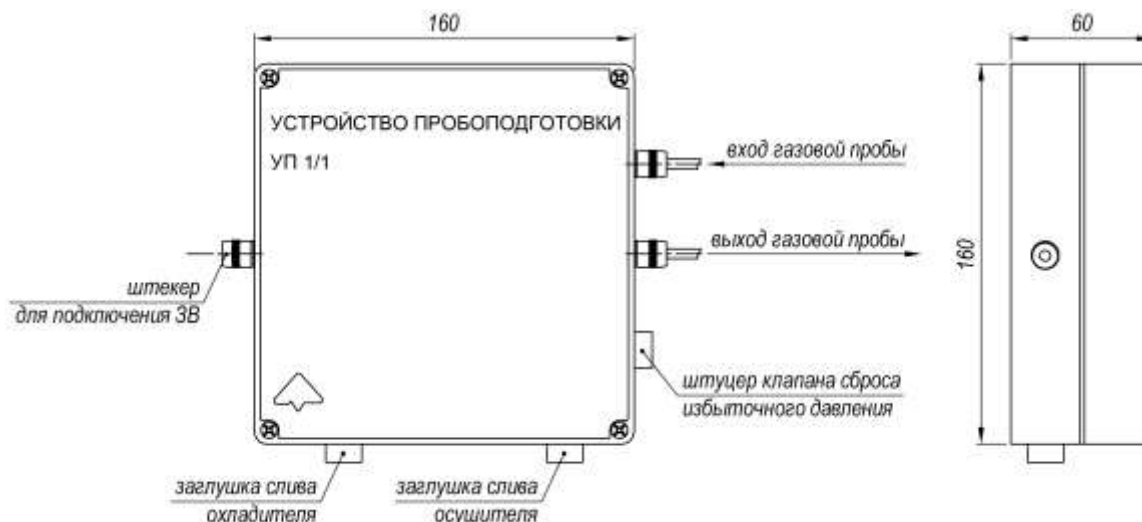 160
60
УСТРОЙСТВО ПРОБОПОДГОТОВКИ
УП 1/1
вход газовой пробы
выход газовой пробы
160
штекер
для подключения 3В
штуцер клапана сброса
избыточного давления
заглушка слива
охладителя
заглушка слива
осушителя